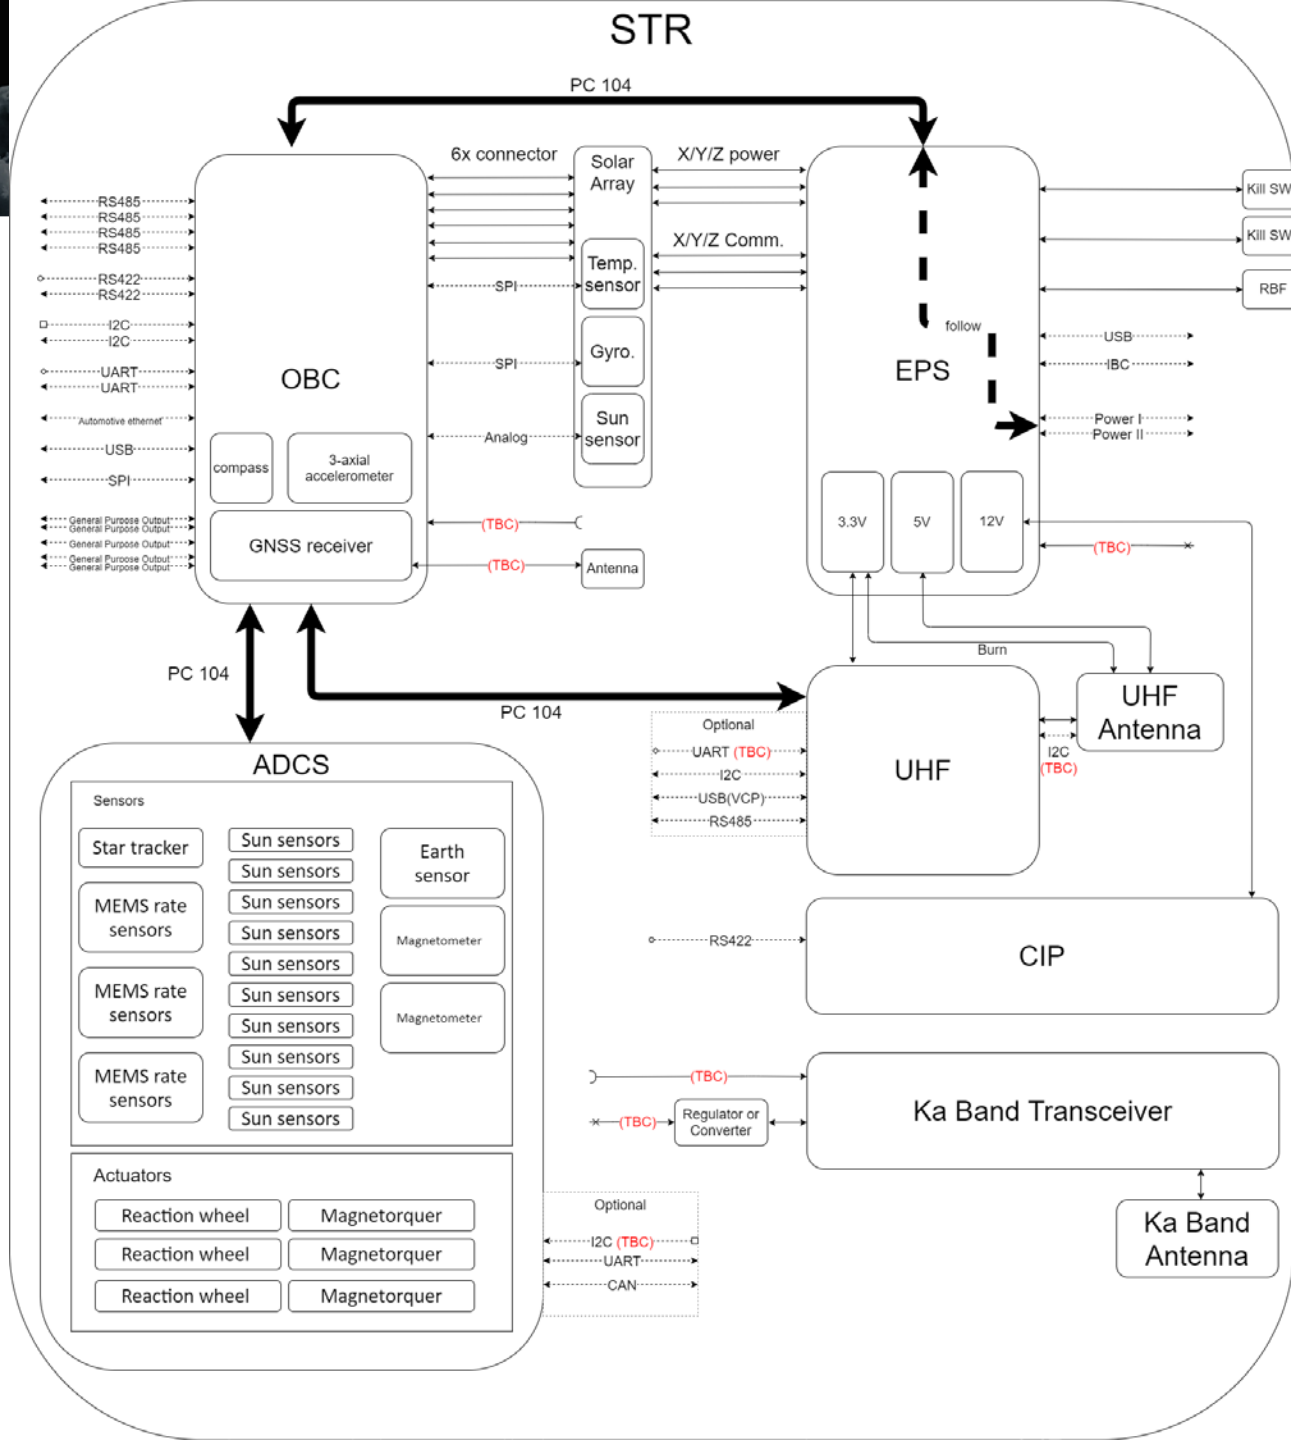 STR
PC 104
6x connector
Solar
Array
X/Y/Z power
Kill SW
Kill SW
RBF
RS485
RS485
RS485
RS485
RS422
RS422
I2C
I2C
UART
UART
Automotive ethernet
USB
SPI
General Purpose Output
General Purpose Output
General Purpose Output
General Purpose Output
General Purpose Output
OBC
compass
3-axial
accelerometer
GNSS receiver
SPI
SPI
Analog
(TBC)
(TBC)
Temp.
sensor
Gyro.
Sun
sensor
Antenna
X/Y/Z Comm.
follow
EPS
3.3V
5V
12V
USB
IBC
Power I
Power II
(TBC)
Burn
PC 104
PC 104
UHF
Antenna
I2C
(TBC)
UHF
Optional
UART (TBC)
I2C
USB(VCP)
RS485
ADCS
Sensors
Star tracker
MEMS rate
sensors
MEMS rate
sensors
MEMS rate
sensors
Sun sensors
Sun sensors
Sun sensors
Sun sensors
Sun sensors
Sun sensors
Sun sensors
Sun sensors
Sun sensors
Sun sensors
Earth
sensor
Magnetometer
Magnetometer
RS422
CIP
(TBC)
(TBC)
Regulator or
Converter
Ka Band Transceiver
Ka Band
Antenna
Actuators
Reaction wheel
Magnetorquer
Reaction wheel
Magnetorquer
Reaction wheel
Magnetorquer
Optional
I2C (TBC)
UART
CAN